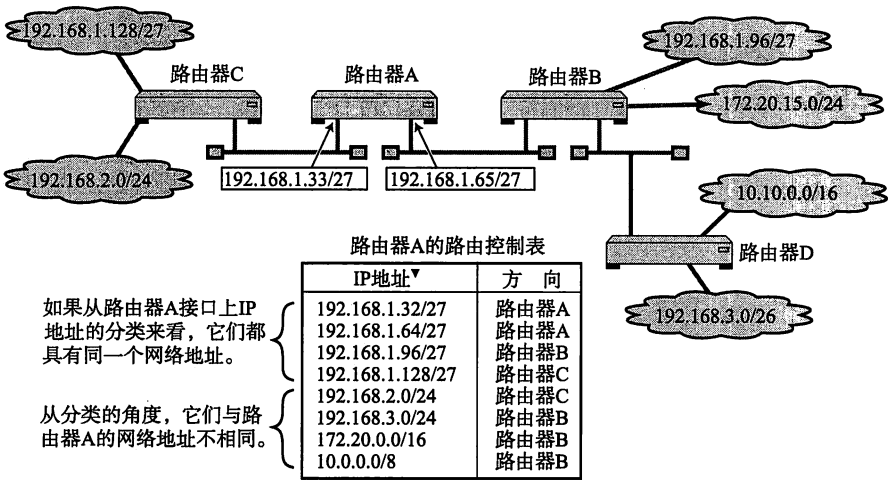 192.168.1.128/27
192.168.1.96/27
路由器C
路由器A
路由器B
172.20.15.0/24
192.168.2.0/24
192.168.1.33/27
192.168.1.65/27
10.10.0.0/16
路由器D
192.168.3.0/26
路由器A的路由控制表
IP地址▼ 方 向
192.168.1.32/27 路由器A
192.168.1.64/27 路由器A
192.168.1.96/27 路由器B
192.168.1.128/27 路由器C
192.168.2.0/24 路由器C
192.168.3.0/24 路由器B
172.20.0.0/16 路由器B
10.0.0.0/8 路由器B
如果从路由器A接口上IP
地址的分类来看，它们都
具有同一个网络地址。
从分类的角度，它们与路
由器A的网络地址不相同。